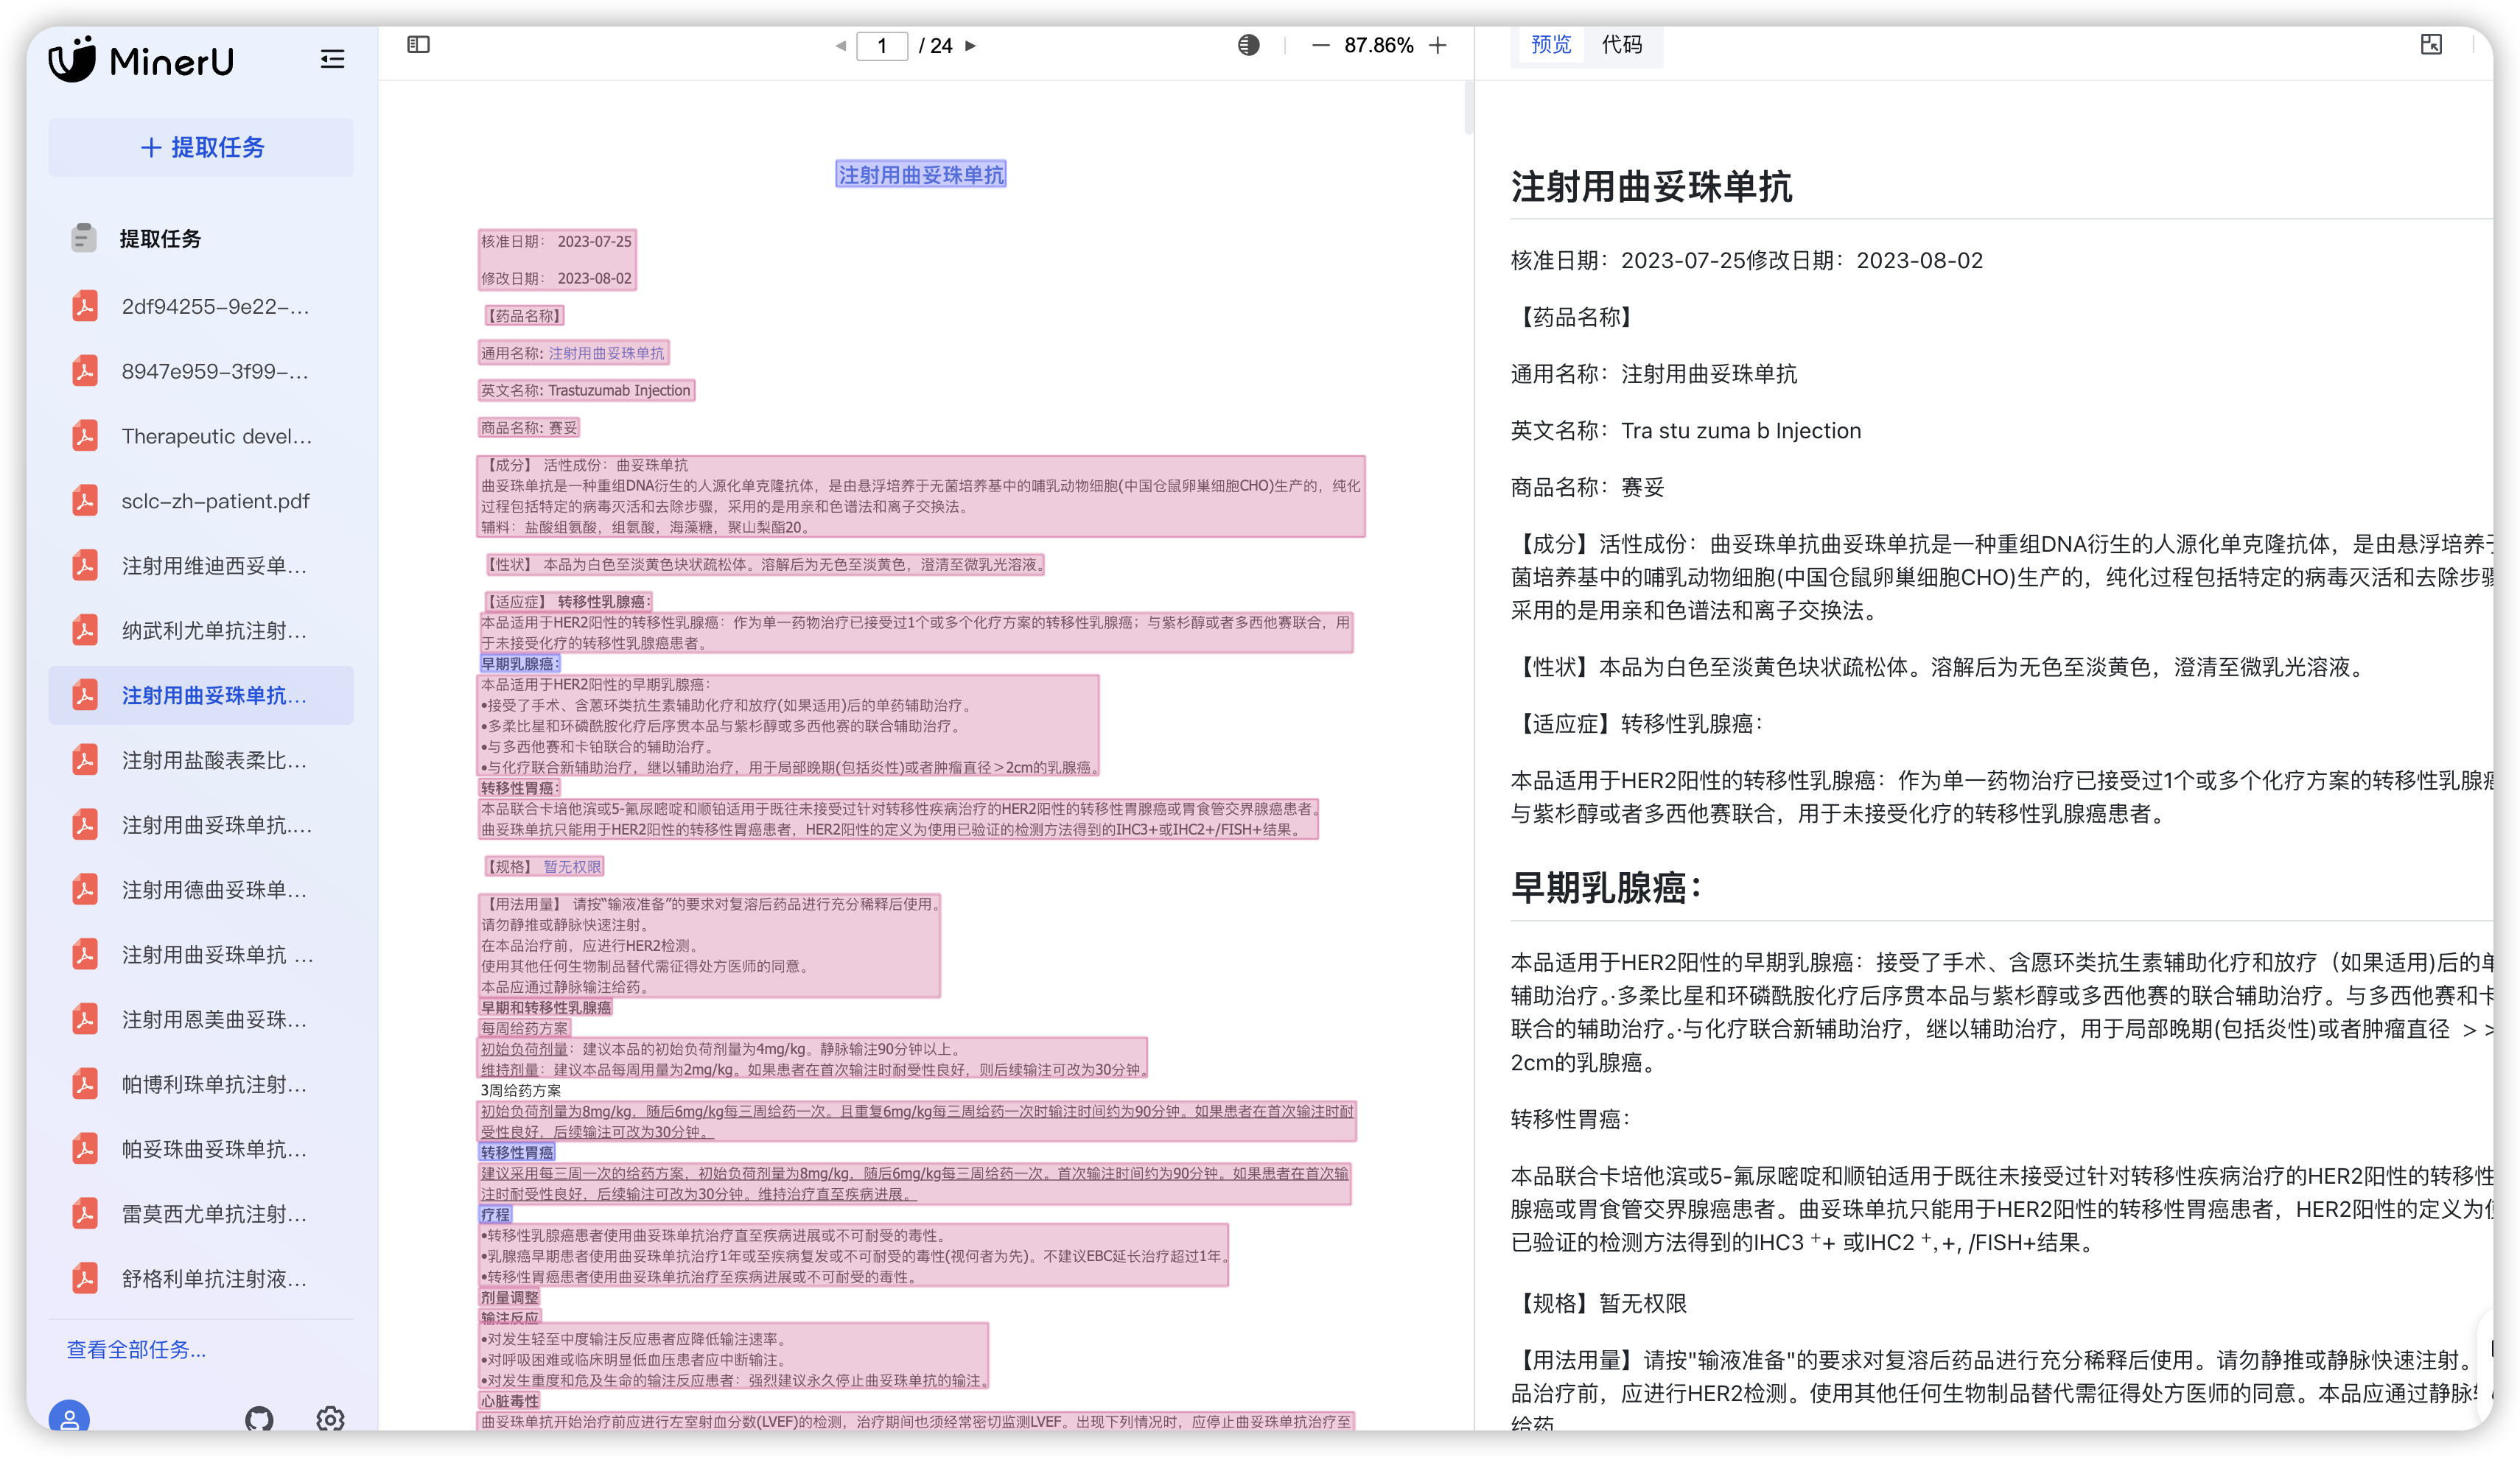 MinerU
+ 提取任务
提取任务
2df94255-9e22-...
8947e959-3f99-...
Therapeutic devel...
sclc-zh-patient.pdf
注射用维迪西妥单...
纳武利尤单抗注射...
注射用曲妥珠单抗...
注射用盐酸表柔比...
注射用曲妥珠单抗....
注射用德曲妥珠单...
注射用曲妥珠单抗 ...
注射用恩美曲妥珠...
帕博利珠单抗注射...
帕妥珠曲妥珠单抗...
雷莫西尤单抗注射...
舒格利单抗注射液...
查看全部任务...
1 / 24
87.86%
注射用曲妥珠单抗
核准日期： 2023-07-25
修改日期： 2023-08-02
【药品名称】
通用名称: 注射用曲妥珠单抗
英文名称: Trastuzumab Injection
商品名称: 赛妥
【成分】 活性成份：曲妥珠单抗
曲妥珠单抗是一种重组DNA衍生的人源化单克隆抗体，是由悬浮培养于无菌培养基中的哺乳动物细胞(中国仓鼠卵巢细胞CHO)生产的，纯化
过程包括特定的病毒灭活和去除步骤，采用的是用亲和色谱法和离子交换法。
辅料：盐酸组氨酸，组氨酸，海藻糖，聚山梨酯20。
【性状】 本品为白色至淡黄色块状疏松体。溶解后为无色至淡黄色，澄清至微乳光溶液。
【适应症】 转移性乳腺癌：
本品适用于HER2阳性的转移性乳腺癌：作为单一药物治疗已接受过1个或多个化疗方案的转移性乳腺癌；与紫杉醇或者多西他赛联合，用
于未接受化疗的转移性乳腺癌患者。
早期乳腺癌：
本品适用于HER2阳性的早期乳腺癌：
•接受了手术、含蒽环类抗生素辅助化疗和放疗(如果适用)后的单药辅助治疗。
•多柔比星和环磷酰胺化疗后序贯本品与紫杉醇或多西他赛的联合辅助治疗。
•与多西他赛和卡铂联合的辅助治疗。
•与化疗联合新辅助治疗，继以辅助治疗，用于局部晚期(包括炎性)或者肿瘤直径＞2cm的乳腺癌。
转移性胃癌：
本品联合卡培他滨或5-氟尿嘧啶和顺铂适用于既往未接受过针对转移性疾病治疗的HER2阳性的转移性胃腺癌或胃食管交界腺癌患者。
曲妥珠单抗只能用于HER2阳性的转移性胃癌患者，HER2阳性的定义为使用已验证的检测方法得到的IHC3+或IHC2+/FISH+结果。
【规格】 暂无权限
【用法用量】 请按“输液准备”的要求对复溶后药品进行充分稀释后使用。
请勿静推或静脉快速注射。
在本品治疗前，应进行HER2检测。
使用其他任何生物制品替代需征得处方医师的同意。
本品应通过静脉输注给药。
早期和转移性乳腺癌
每周给药方案
初始负荷剂量：建议本品的初始负荷剂量为4mg/kg。静脉输注90分钟以上。
维持剂量：建议本品每周用量为2mg/kg。如果患者在首次输注时耐受性良好，则后续输注可改为30分钟。
3周给药方案
初始负荷剂量为8mg/kg，随后6mg/kg每三周给药一次。且重复6mg/kg每三周给药一次时输注时间约为90分钟。如果患者在首次输注时耐
受性良好，后续输注可改为30分钟。
转移性胃癌
建议采用每三周一次的给药方案，初始负荷剂量为8mg/kg，随后6mg/kg每三周给药一次。首次输注时间约为90分钟。如果患者在首次输
注时耐受性良好，后续输注可改为30分钟。维持治疗直至疾病进展。
疗程
•转移性乳腺癌患者使用曲妥珠单抗治疗直至疾病进展或不可耐受的毒性。
•乳腺癌早期患者使用曲妥珠单抗治疗1年或至疾病复发或不可耐受的毒性(视何者为先)。不建议EBC延长治疗超过1年。
•转移性胃癌患者使用曲妥珠单抗治疗至疾病进展或不可耐受的毒性。
剂量调整
输注反应
•对发生轻至中度输注反应患者应降低输注速率。
•对呼吸困难或临床明显低血压患者应中断输注。
•对发生重度和危及生命的输注反应患者：强烈建议永久停止曲妥珠单抗的输注。
心脏毒性
曲妥珠单抗开始治疗前应进行左室射血分数(LVEF)的检测，治疗期间也须经常密切监测LVEF。出现下列情况时，应停止曲妥珠单抗治疗至
预览 代码
注射用曲妥珠单抗
核准日期：2023-07-25修改日期：2023-08-02
【药品名称】
通用名称：注射用曲妥珠单抗
英文名称：Tra stu zuma b Injection
商品名称：赛妥
【成分】活性成份：曲妥珠单抗曲妥珠单抗是一种重组DNA衍生的人源化单克隆抗体，是由悬浮培养于
菌培养基中的哺乳动物细胞(中国仓鼠卵巢细胞CHO)生产的，纯化过程包括特定的病毒灭活和去除步骤
采用的是用亲和色谱法和离子交换法。
【性状】本品为白色至淡黄色块状疏松体。溶解后为无色至淡黄色，澄清至微乳光溶液。
【适应症】转移性乳腺癌：
本品适用于HER2阳性的转移性乳腺癌：作为单一药物治疗已接受过1个或多个化疗方案的转移性乳腺癌
与紫杉醇或者多西他赛联合，用于未接受化疗的转移性乳腺癌患者。
早期乳腺癌：
本品适用于HER2阳性的早期乳腺癌：接受了手术、含愿环类抗生素辅助化疗和放疗（如果适用)后的单
辅助治疗。·多柔比星和环磷酰胺化疗后序贯本品与紫杉醇或多西他赛的联合辅助治疗。与多西他赛和卡
联合的辅助治疗。·与化疗联合新辅助治疗，继以辅助治疗，用于局部晚期(包括炎性)或者肿瘤直径 > >
2cm的乳腺癌。
转移性胃癌：
本品联合卡培他滨或5-氟尿嘧啶和顺铂适用于既往未接受过针对转移性疾病治疗的HER2阳性的转移性
腺癌或胃食管交界腺癌患者。曲妥珠单抗只能用于HER2阳性的转移性胃癌患者，HER2阳性的定义为使
已验证的检测方法得到的IHC3 ⁺+ 或IHC2 ⁺,+, /FISH+结果。
【规格】暂无权限
【用法用量】请按"输液准备"的要求对复溶后药品进行充分稀释后使用。请勿静推或静脉快速注射。
品治疗前，应进行HER2检测。使用其他任何生物制品替代需征得处方医师的同意。本品应通过静脉
给药